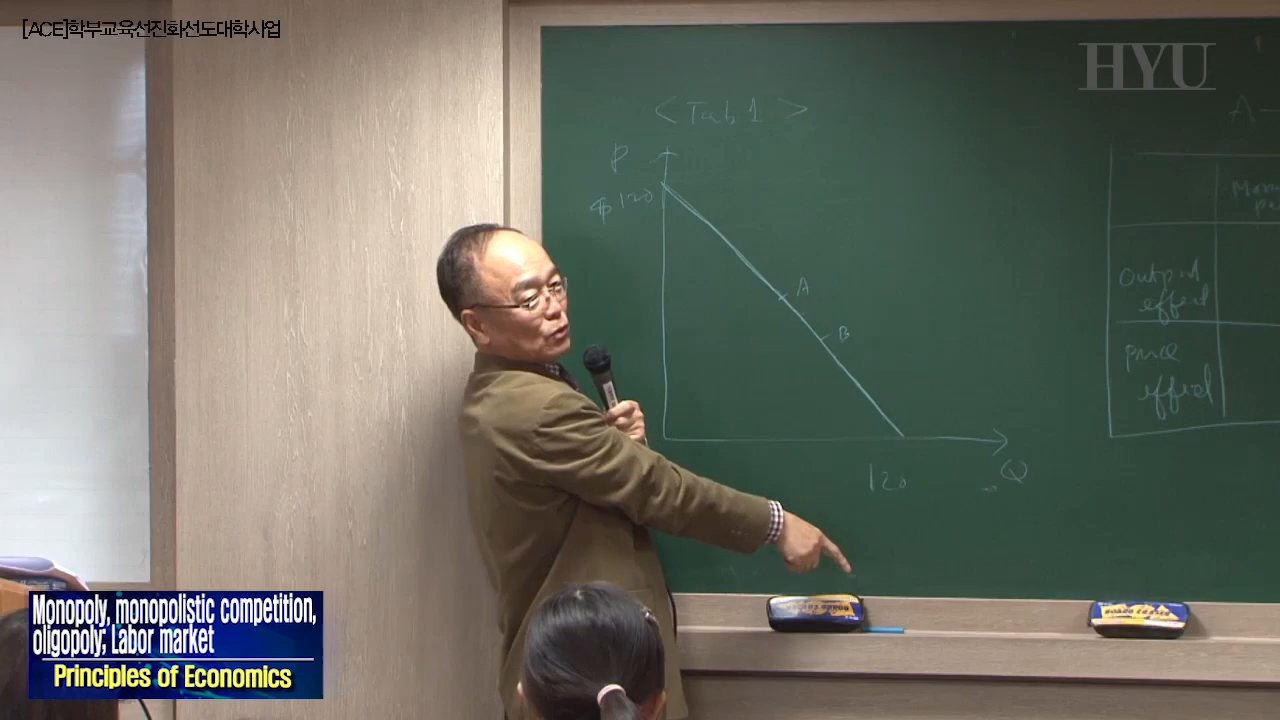 [ACE]학부교육선진화선도대학사업
HYU
< Tab 1 >
P
$120
A
B
120
Q
A-
Output
effect
price
effect
Monopoly, monopolistic competition,
oligopoly; Labor market
Principles of Economics